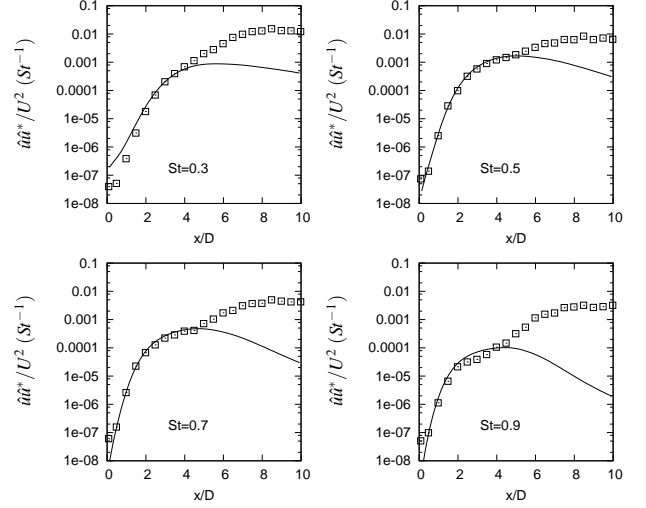 0.1
0.01
0.001
0.0001
1e-05
1e-06
1e-07
1e-08
0 2 4 6 8 10
x/D
ûû*/U² (St⁻¹)
St=0.3
0.1
0.01
0.001
0.0001
1e-05
1e-06
1e-07
1e-08
0 2 4 6 8 10
x/D
ûû*/U² (St⁻¹)
St=0.5
0.1
0.01
0.001
0.0001
1e-05
1e-06
1e-07
1e-08
0 2 4 6 8 10
x/D
ûû*/U² (St⁻¹)
St=0.7
0.1
0.01
0.001
0.0001
1e-05
1e-06
1e-07
1e-08
0 2 4 6 8 10
x/D
ûû*/U² (St⁻¹)
St=0.9